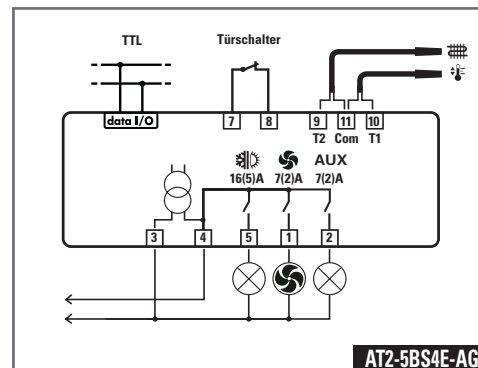 TTL Türschalter
data I/O 7 8 9 11 10
T2 Com T1
AUX
16(5)A 7(2)A 7(2)A
3 4 5 1 2
AT2-5BS4E-AG